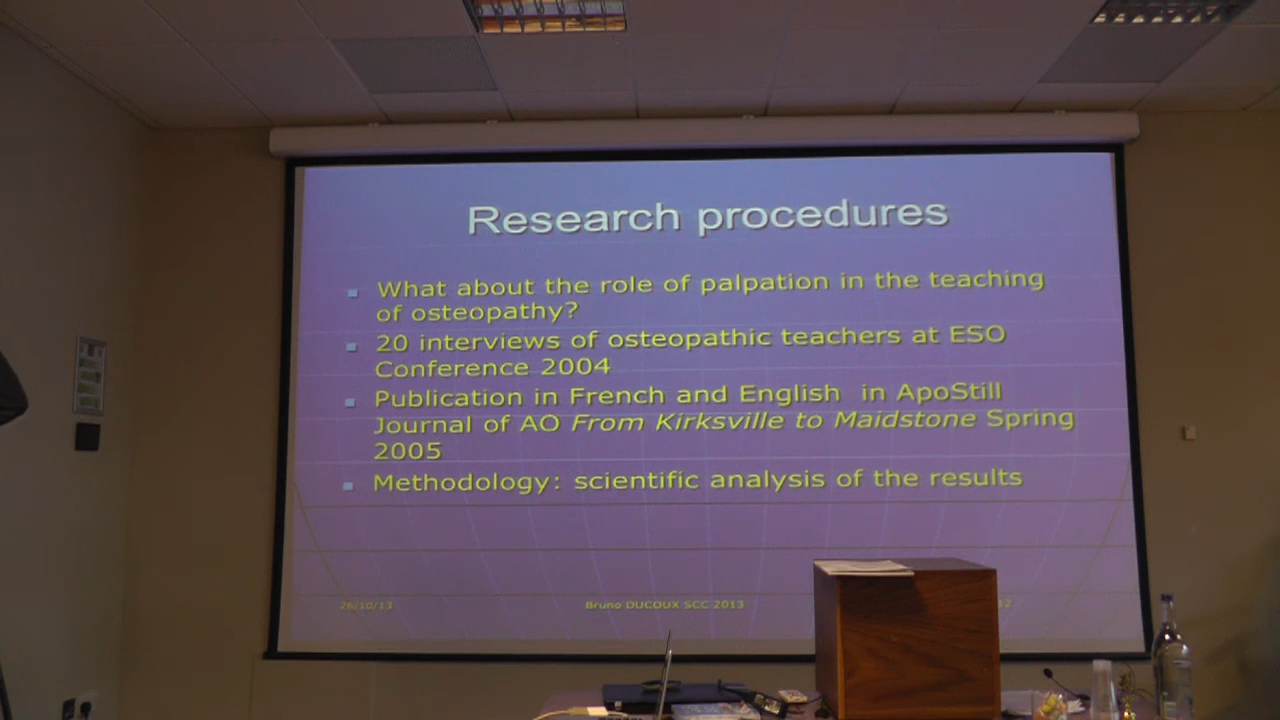 Research procedures
What about the role of palpation in the teaching
of osteopathy?
20 interviews of osteopathic teachers at ESO
Conference 2004
Publication in French and English in ApoStill
Journal of AO From Kirksville to Maidstone Spring
2005
Methodology: scientific analysis of the results
26/10/13 Bruno DUCOUX SCC 2013 12